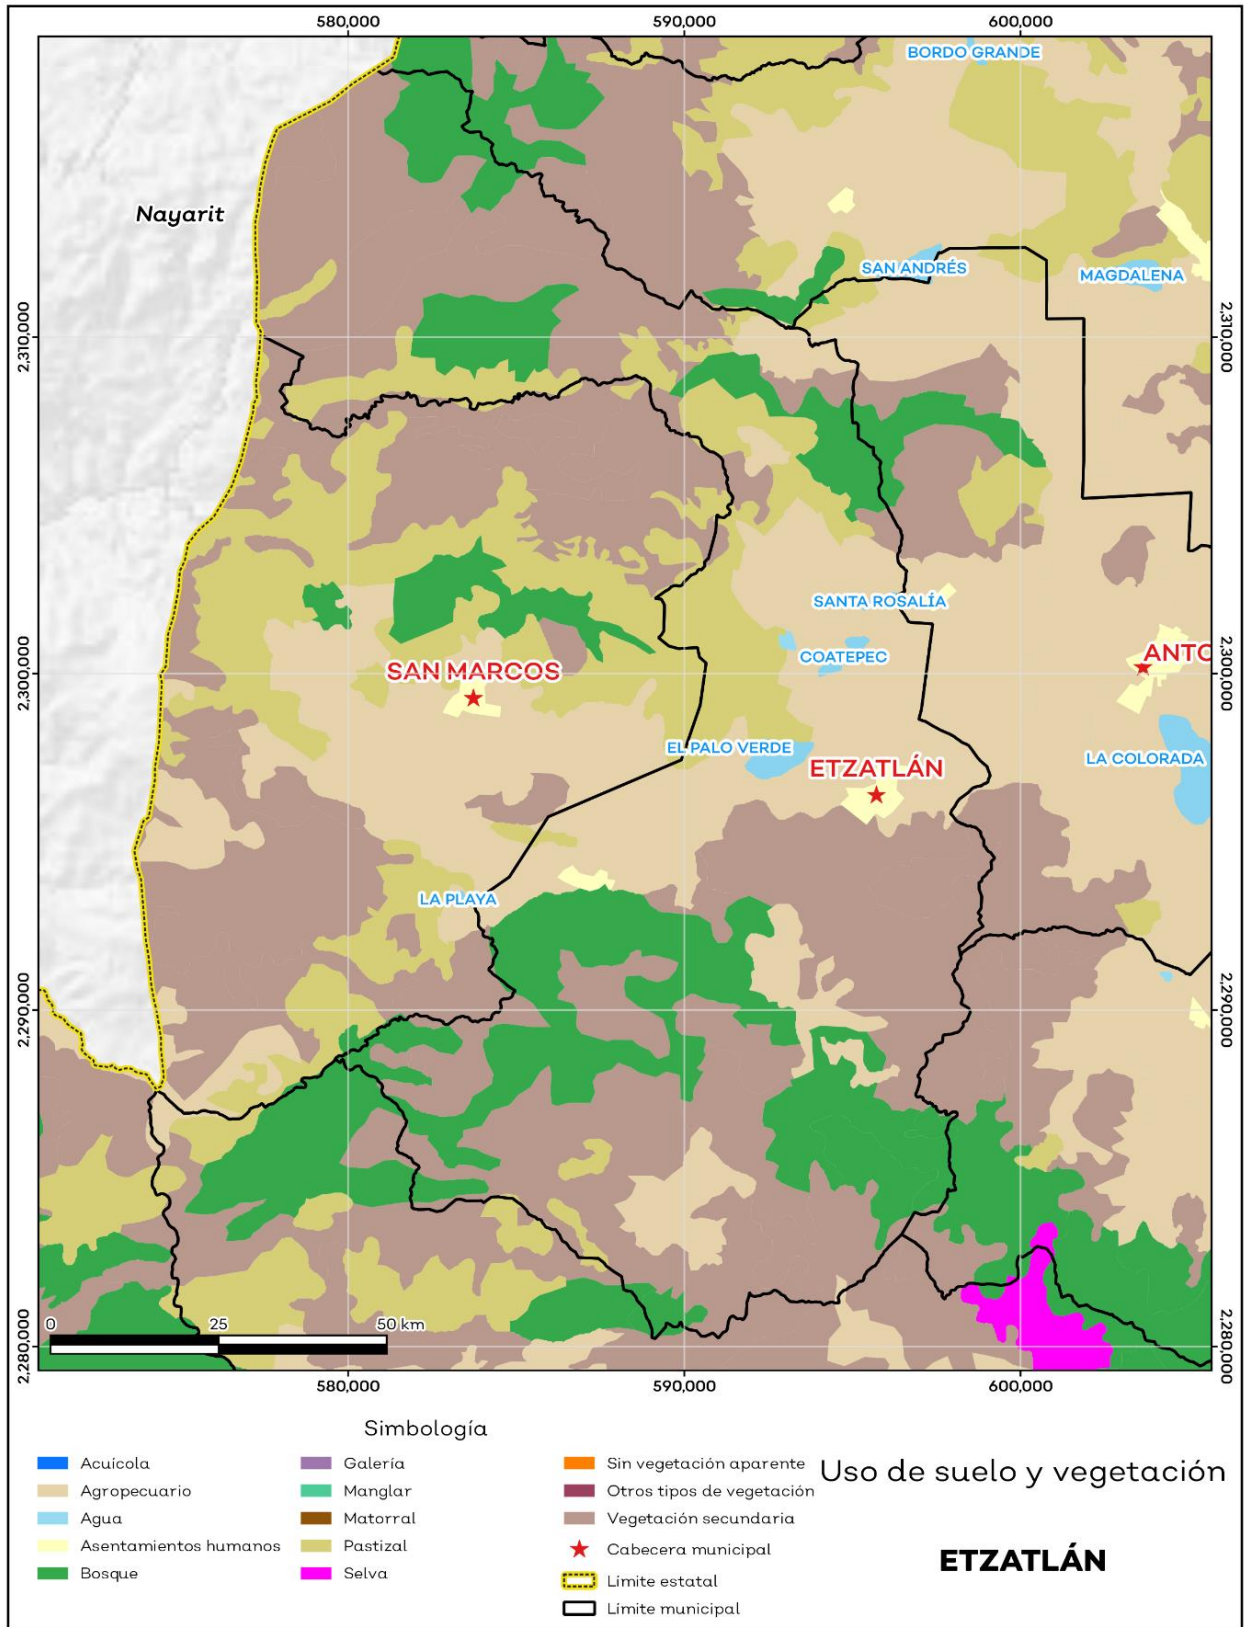 580,000 590,000 600,000
BORDO GRANDE
Nayarit
SAN ANDRÉS
MAGDALENA
2,310,000 2,310,000
SANTA ROSALÍA
COATEPEC
ANTO
SAN MARCOS
2,300,000 2,300,000
EL PALO VERDE
LA COLORADA
ETZATLÁN
LA PLAYA
2,290,000 2,290,000
0 25 50 km
2,280,000 2,280,000
580,000 590,000 600,000
Simbología
Acuícola
Agropecuario
Agua
Asentamientos humanos
Bosque
Galería
Manglar
Matorral
Pastizal
Selva
Sin vegetación aparente
Otros tipos de vegetación
Vegetación secundaria
Cabecera municipal
Límite estatal
Límite municipal
Uso de suelo y vegetación
ETZATLÁN